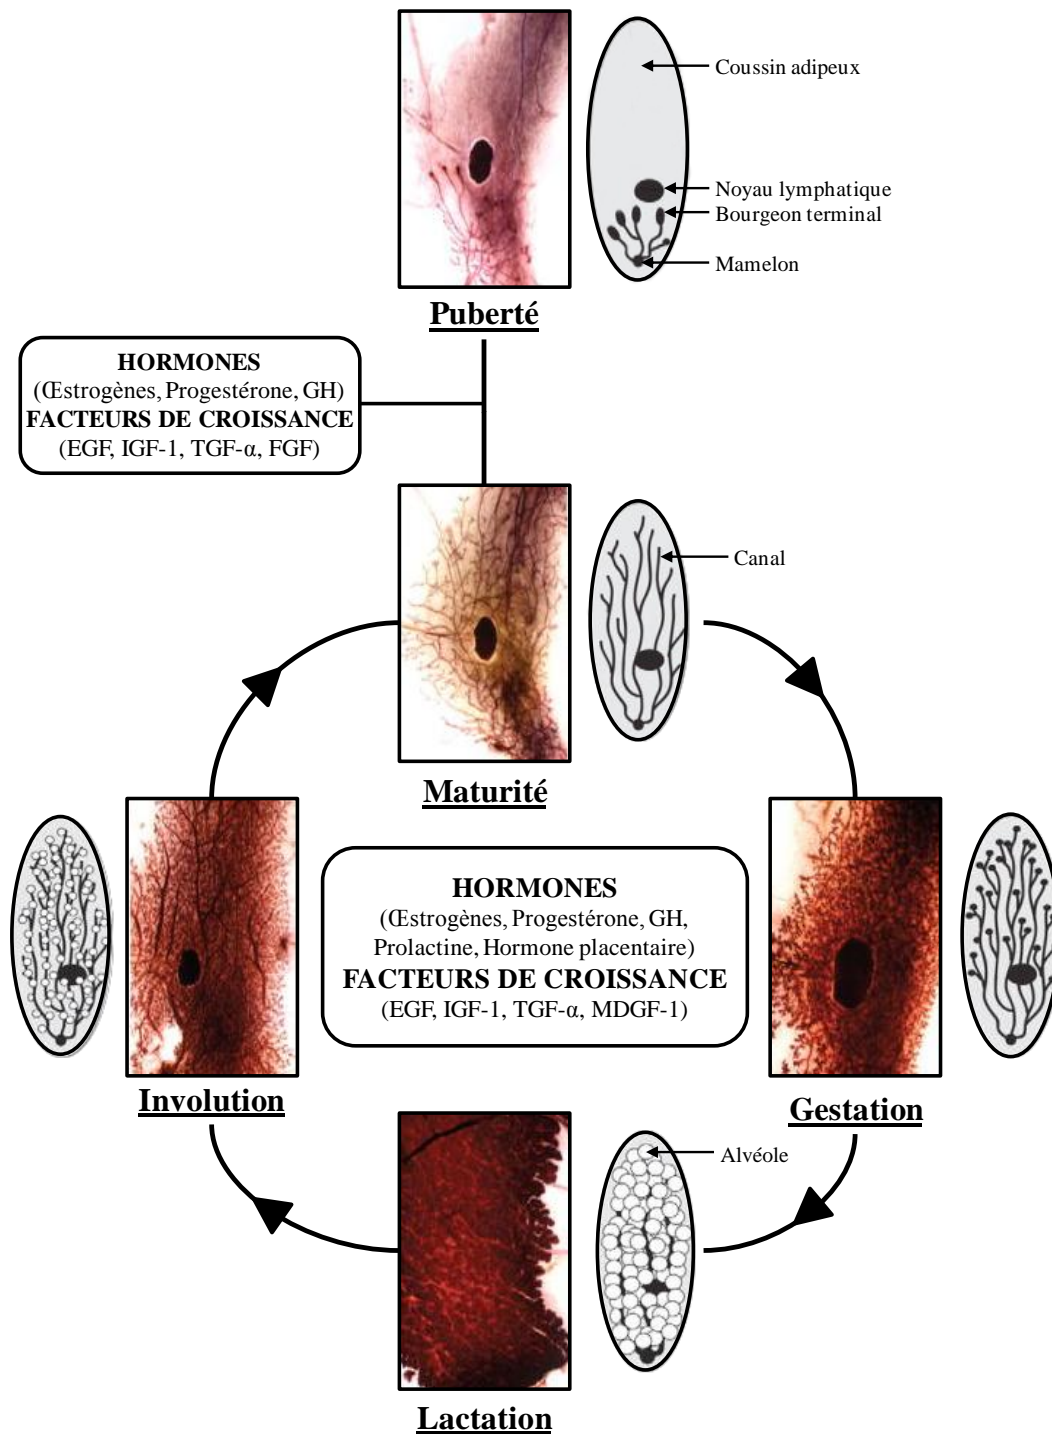 Coussin adipeux
Noyau lymphatique
Bourgeon terminal
Mamelon
Puberté
HORMONES
(Œstrogènes, Progestérone, GH)
FACTEURS DE CROISSANCE
(EGF, IGF-1, TGF-α, FGF)
Canal
Maturité
HORMONES
(Œstrogènes, Progestérone, GH,
Prolactine, Hormone placentaire)
FACTEURS DE CROISSANCE
(EGF, IGF-1, TGF-α, MDGF-1)
Involution
Gestation
Alvéole
Lactation